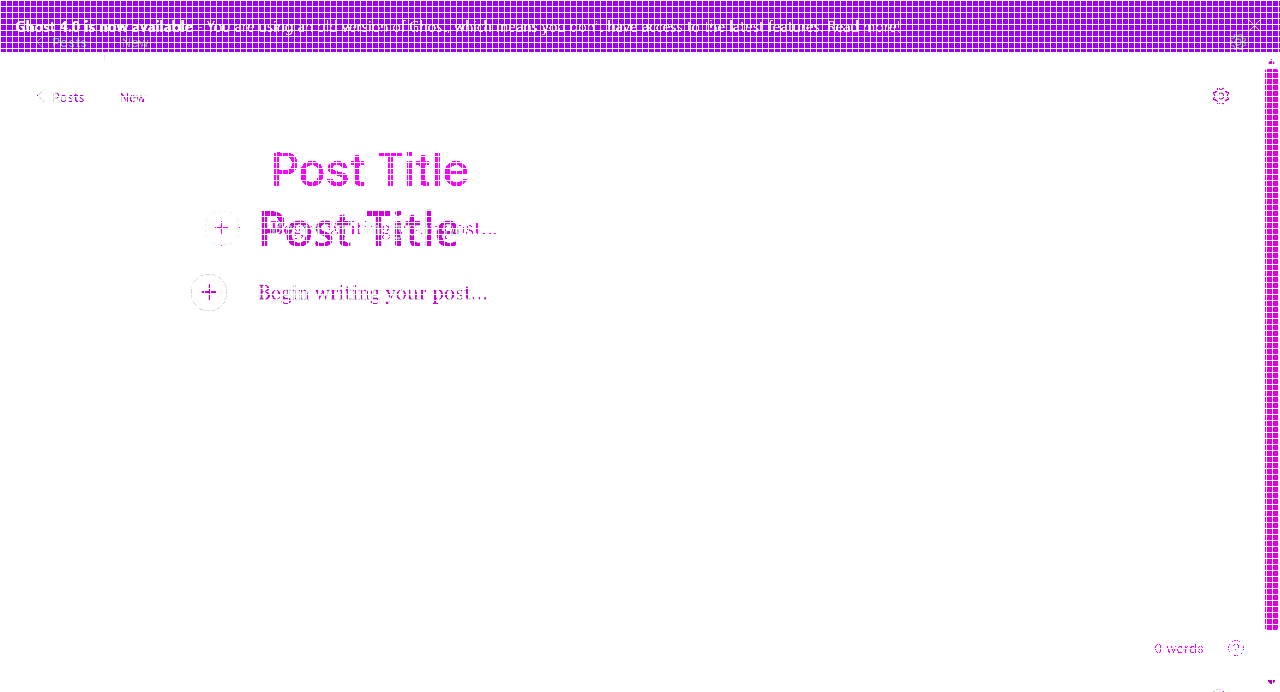 Ghost 4.0 is now available You are using an old version of Ghost, which means you don't have access to the latest features. Read more!
Posts New
Posts New
Post Title
Begin writing your post...
Post Title
Begin writing your post...
0 words